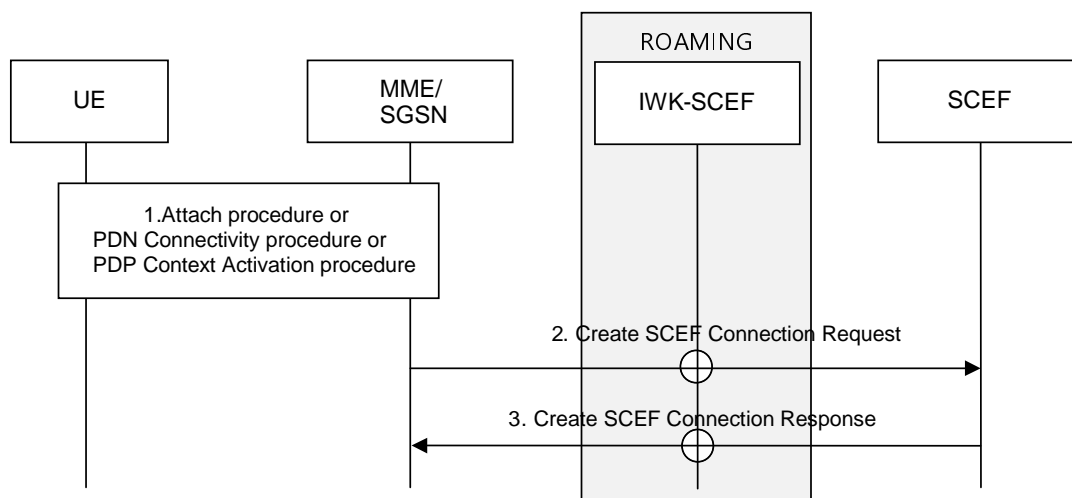 ROAMING
UE
MME/
SGSN
IWK-SCEF
SCEF
1.Attach procedure or
PDN Connectivity procedure or
PDP Context Activation procedure
2. Create SCEF Connection Request
3. Create SCEF Connection Response